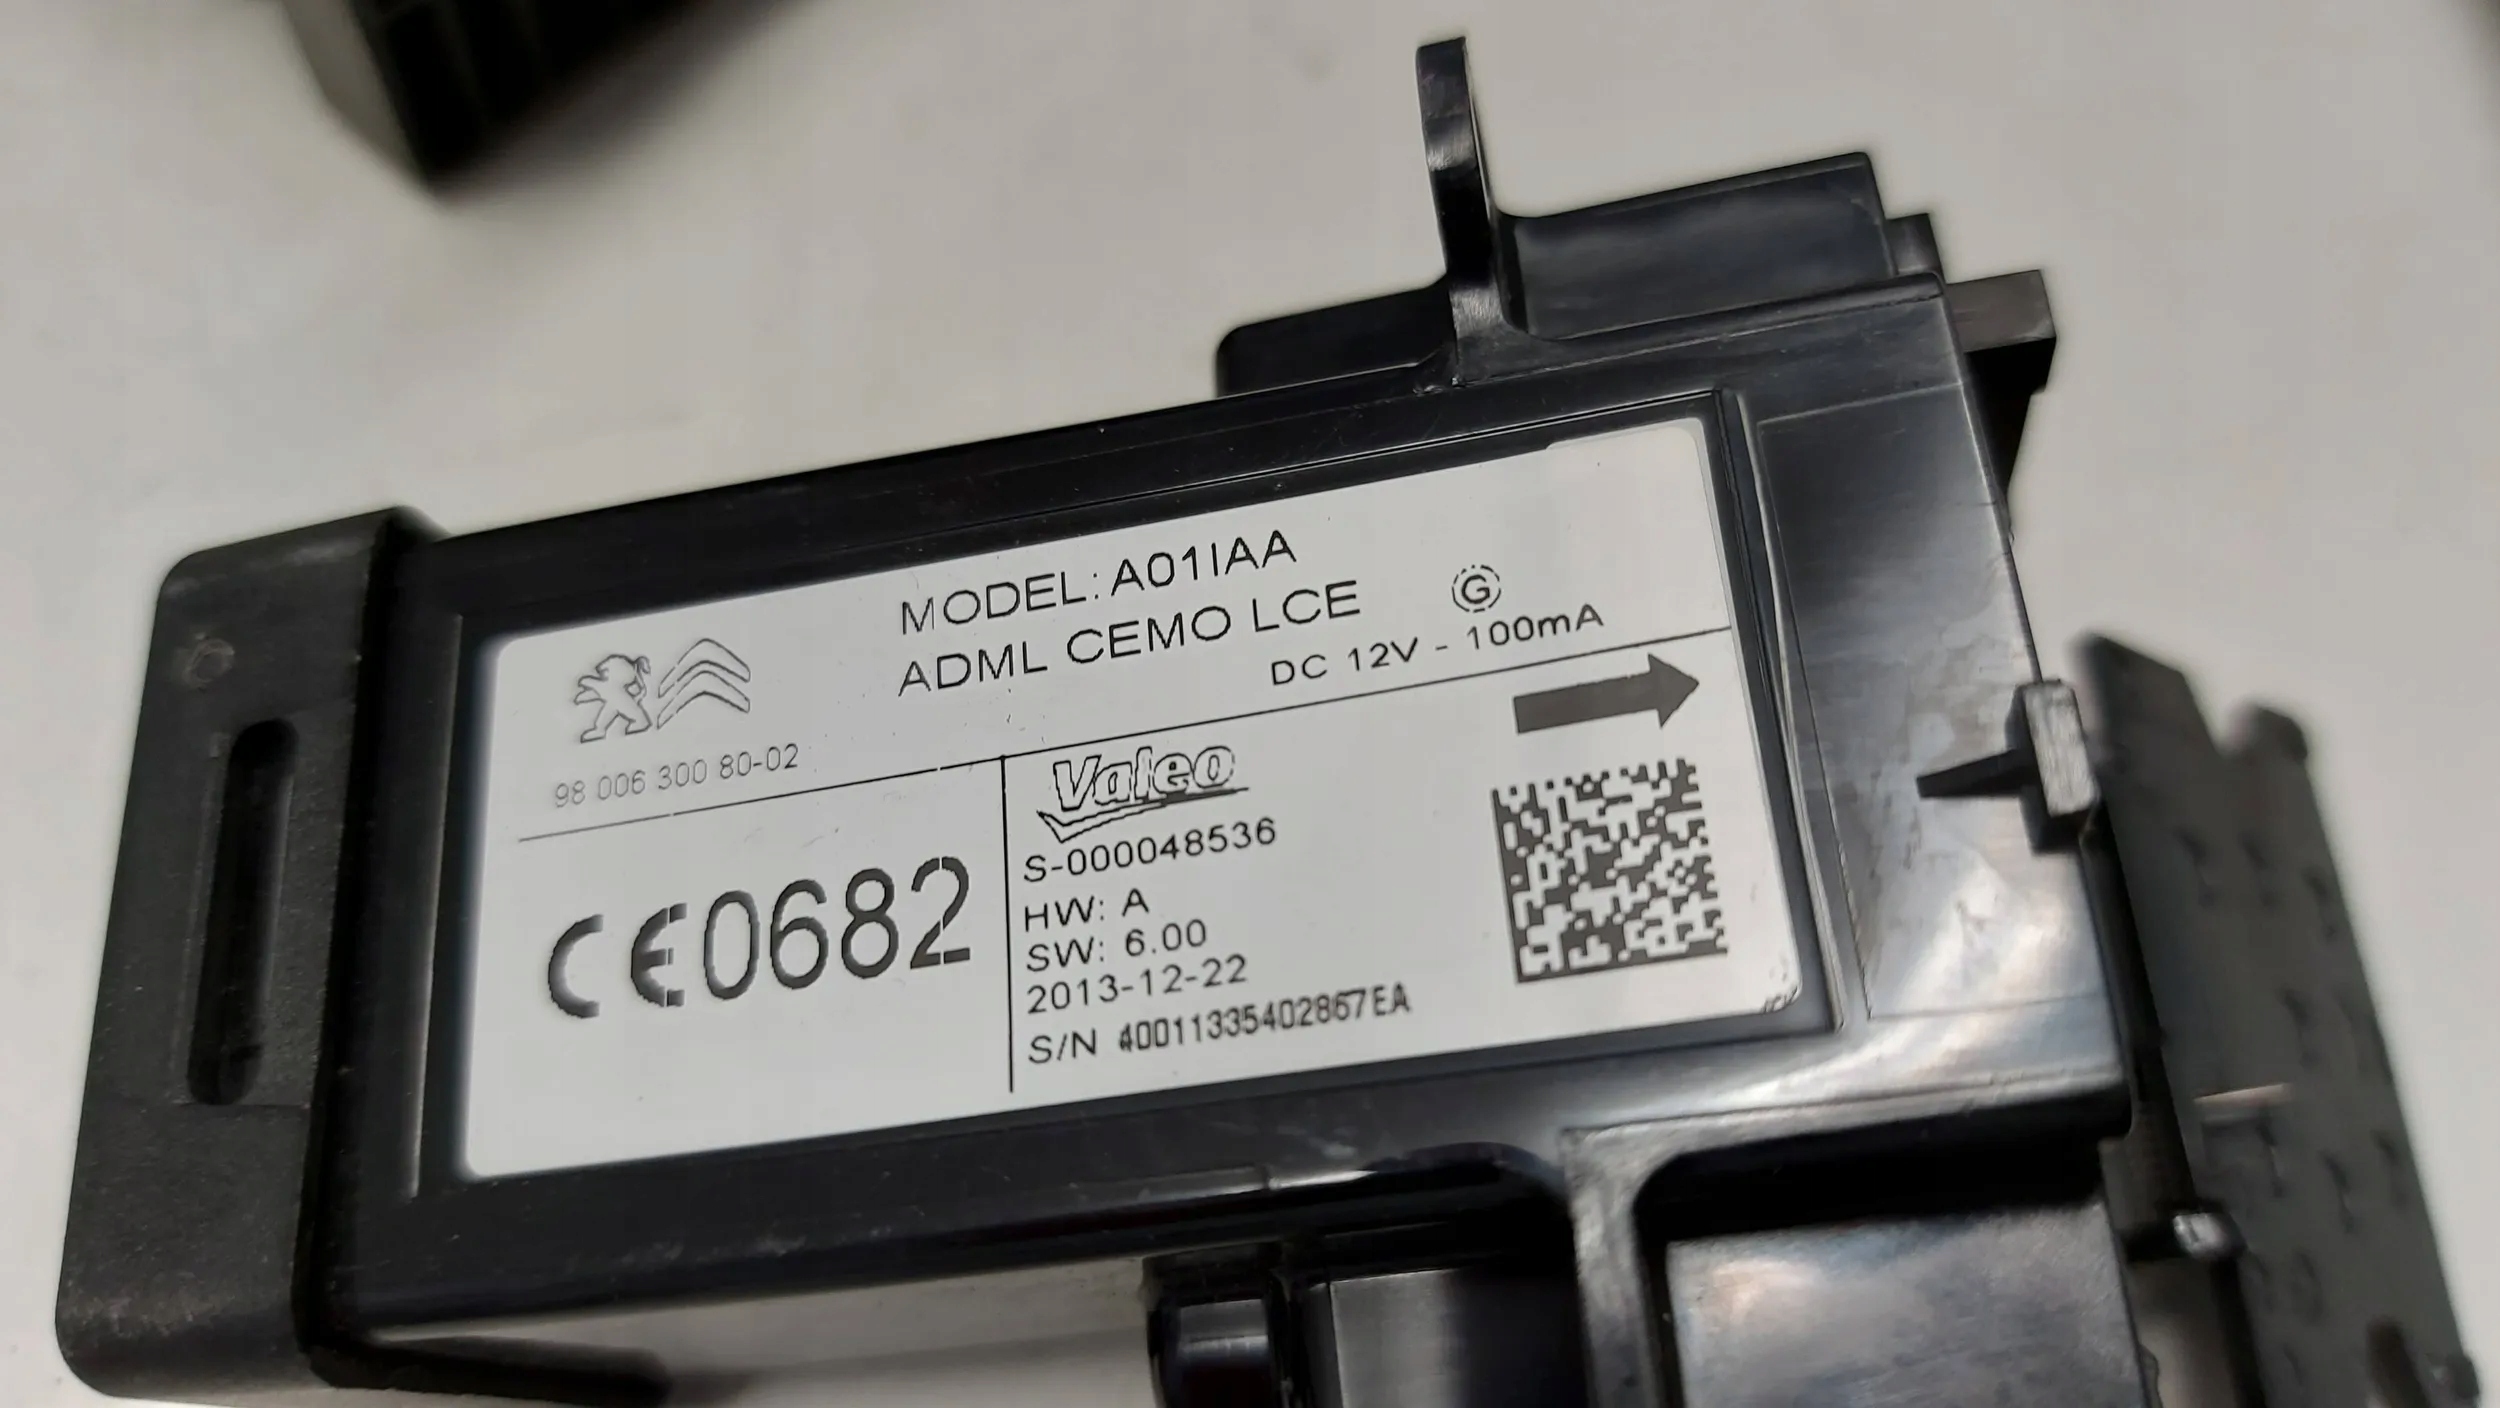 MODEL: A01IAA
ADML CEMO LCE
G
DC 12V - 100mA
98 006 300 80-02
CE0682
Valeo
S-000048536
HW: A
SW: 6.00
2013-12-22
S/N 40011335402867EA